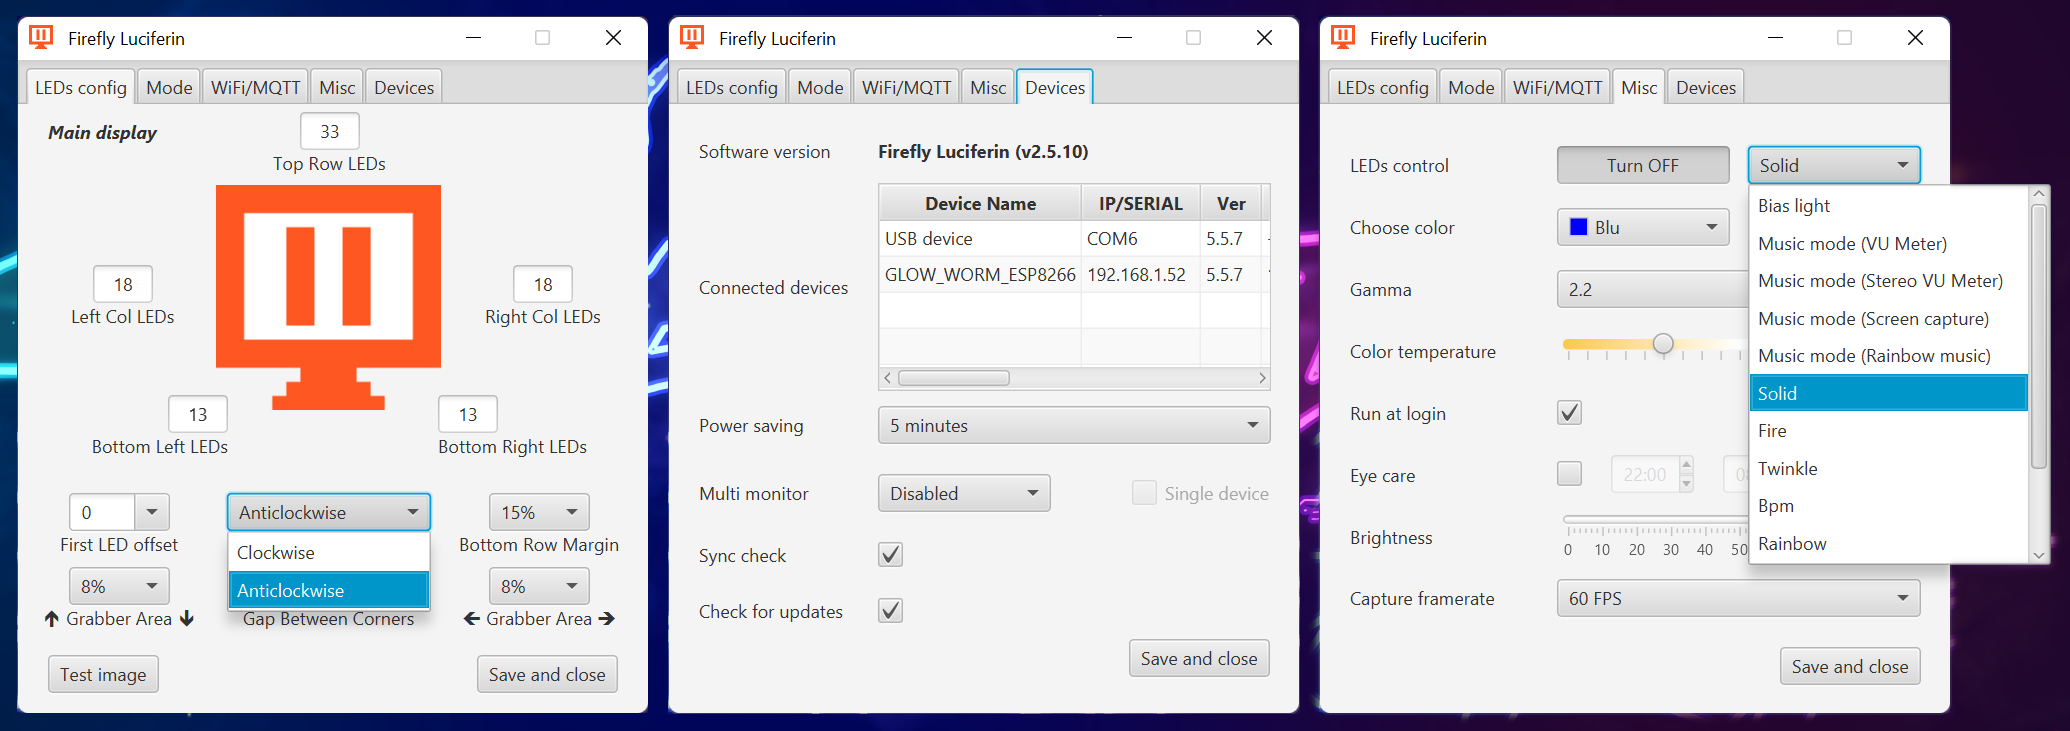 Firefly Luciferin
LEDs config Mode WiFi/MQTT Misc Devices
Main display
33
Top Row LEDs
18
Left Col LEDs
18
Right Col LEDs
13
Bottom Left LEDs
13
Bottom Right LEDs
0
First LED offset
Anticlockwise
Clockwise
Anticlockwise
15%
Bottom Row Margin
8%
Grabber Area
Gap Between Corners
8%
Grabber Area
Test image
Save and close
Firefly Luciferin
LEDs config Mode WiFi/MQTT Misc Devices
Software version Firefly Luciferin (v2.5.10)
Connected devices
Device Name IP/SERIAL Ver
USB device COM6 5.5.7
GLOW_WORM_ESP8266 192.168.1.52 5.5.7
Power saving 5 minutes
Multi monitor Disabled Single device
Sync check
Check for updates
Save and close
Firefly Luciferin
LEDs config Mode WiFi/MQTT Misc Devices
LEDs control Turn OFF Solid
Choose color Blu
Gamma 2.2
Color temperature
Run at login
Eye care 22:00
Brightness
0 10 20 30 40
Capture framerate 60 FPS
Bias light
Music mode (VU Meter)
Music mode (Stereo VU Meter)
Music mode (Screen capture)
Music mode (Rainbow music)
Solid
Fire
Twinkle
Bpm
Rainbow
Save and close